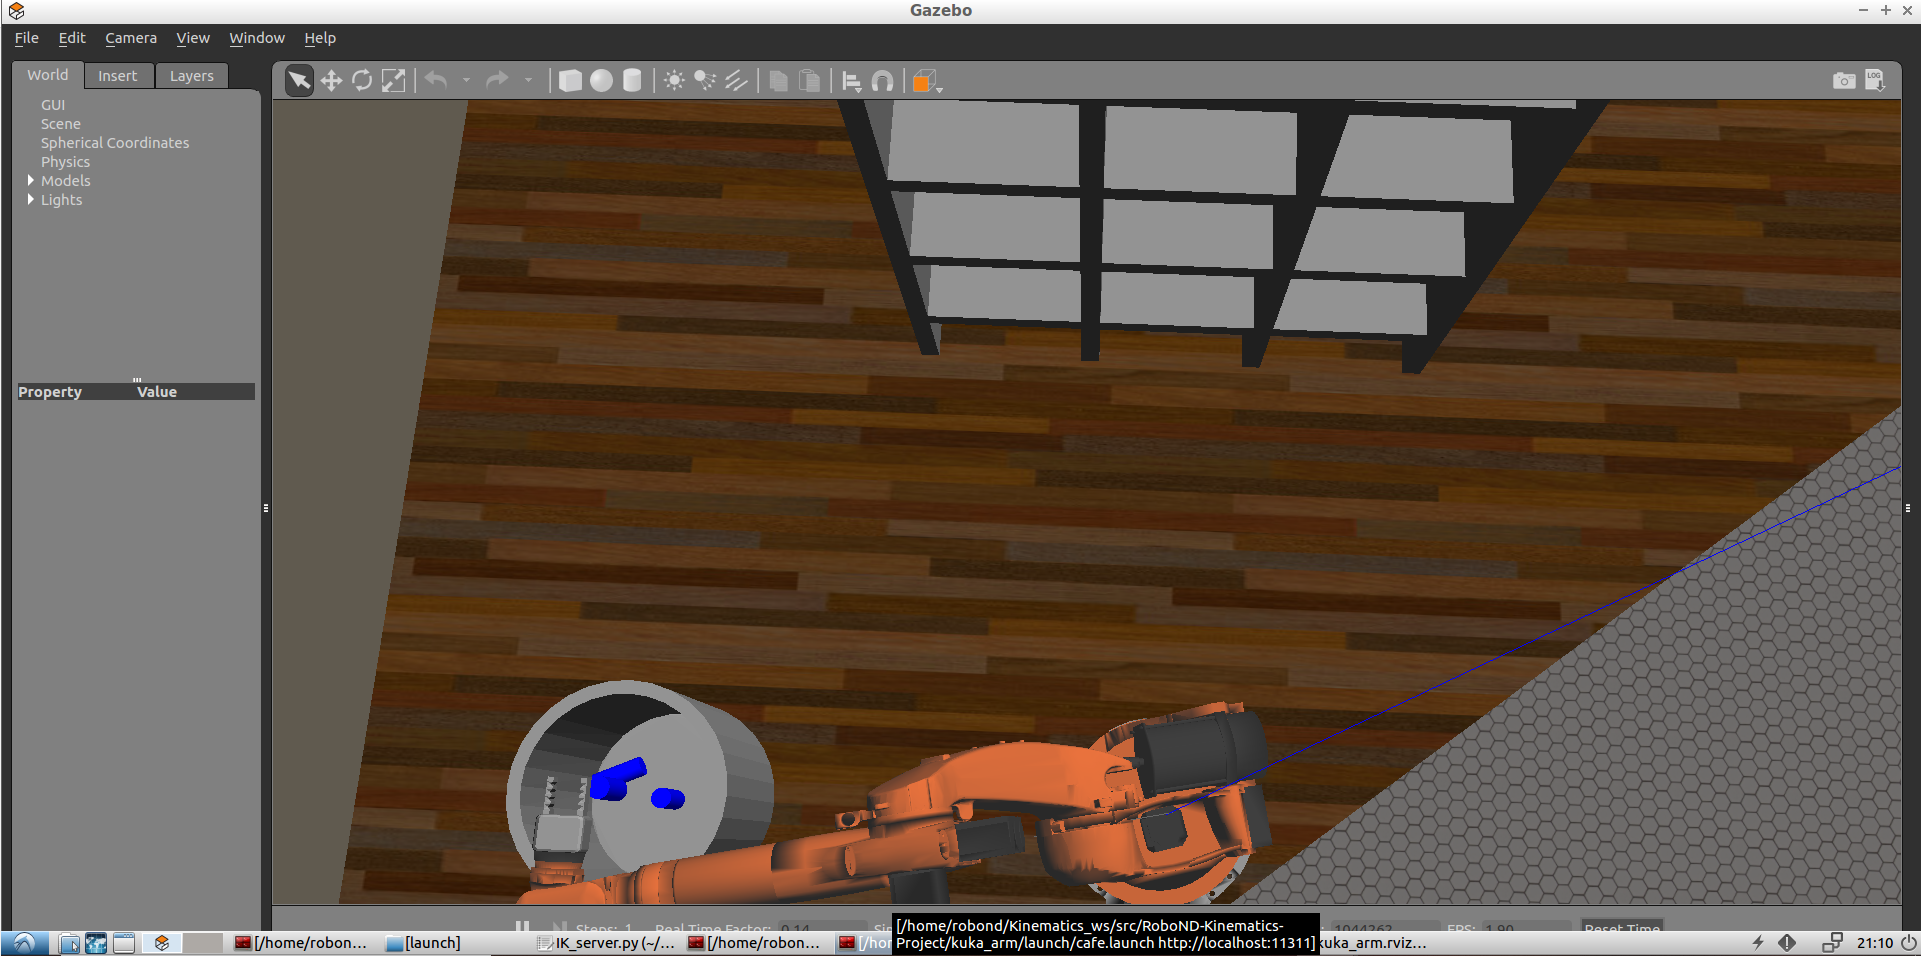 Gazebo
File Edit Camera View Window Help
World Insert Layers
LOG
GUI
Scene
Spherical Coordinates
Physics
Models
Lights
Property Value
Steps: 1 Real Time Factor: 0.14 1044262 FPS: 1.90 Reset Time
[/home/robond/Kinematics_ws/src/RoboND-Kinematics-
Project/kuka_arm/launch/cafe.launch http://localhost:11311]
[/home/robon... [launch] IK_server.py (~/... [/home/robon... [/ho kuka_arm.rviz... 21:10